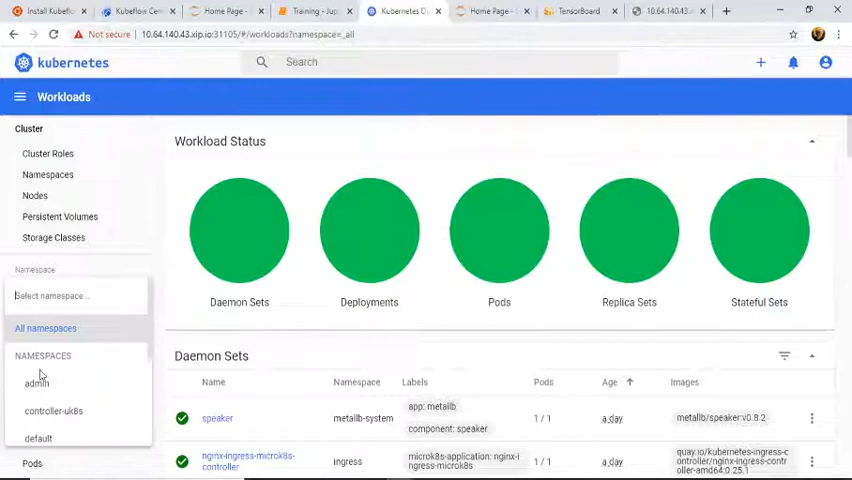 Install Kubeflo
Kubeflow Cen
Home Page -
Training - Jup
Kubernetes Da
Home Page -
TensorBoard
10.64.140.43.
Not secure
10.64.140.43.xip.io:31105/#/workloads?namespace=_all
kubernetes
Search
Workloads
Cluster
Cluster Roles
Namespaces
Nodes
Persistent Volumes
Storage Classes
Namespace
Select namespace...
All namespaces
NAMESPACES
admin
controller-uk8s
default
Pods
Workload Status
Daemon Sets
Deployments
Pods
Replica Sets
Stateful Sets
Daemon Sets
Name
Namespace
Labels
Pods
Age
Images
speaker
metallb-system
app: metallb
component: speaker
1 / 1
a day
metallb/speaker:v0.8.2
nginx-ingress-microk8s-
controller
ingress
microk8s-application: nginx-i
ngress-microk8s
1 / 1
a day
quay.io/kubernetes-ingress-c
ontroller/nginx-ingress-contr
oller-amd64:0.25.1